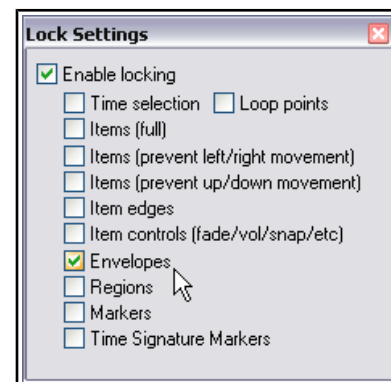 Lock Settings
Enable locking
Time selection Loop points
Items (full)
Items (prevent left/right movement)
Items (prevent up/down movement)
Item edges
Item controls (fade/vol/snap/etc)
Envelopes
Regions
Markers
Time Signature Markers